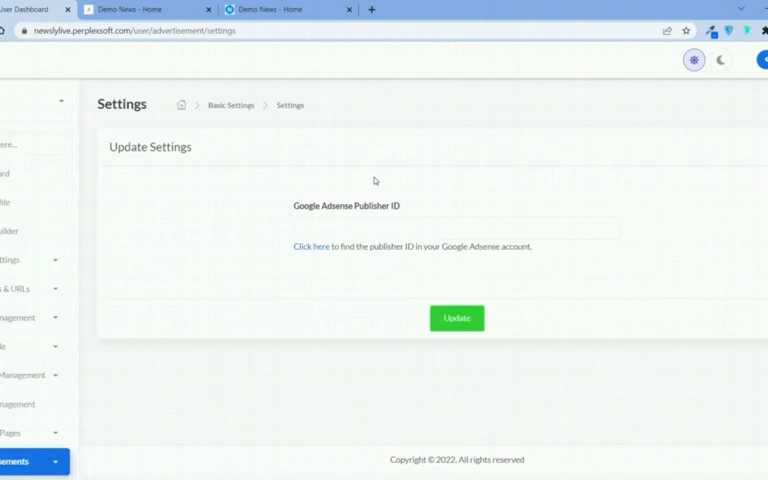 User Dashboard
Demo News - Home
Demo News - Home
newslylive.perplexsoft.com/user/advertisement/settings
Settings
Basic Settings
Settings
Update Settings
Google Adsense Publisher ID
Click here to find the publisher ID in your Google Adsense account.
Update
Copyright © 2022. All rights reserved
ere...
rd
file
uilder
ttings
s & URLs
nagement
le
Management
nagement
Pages
sements